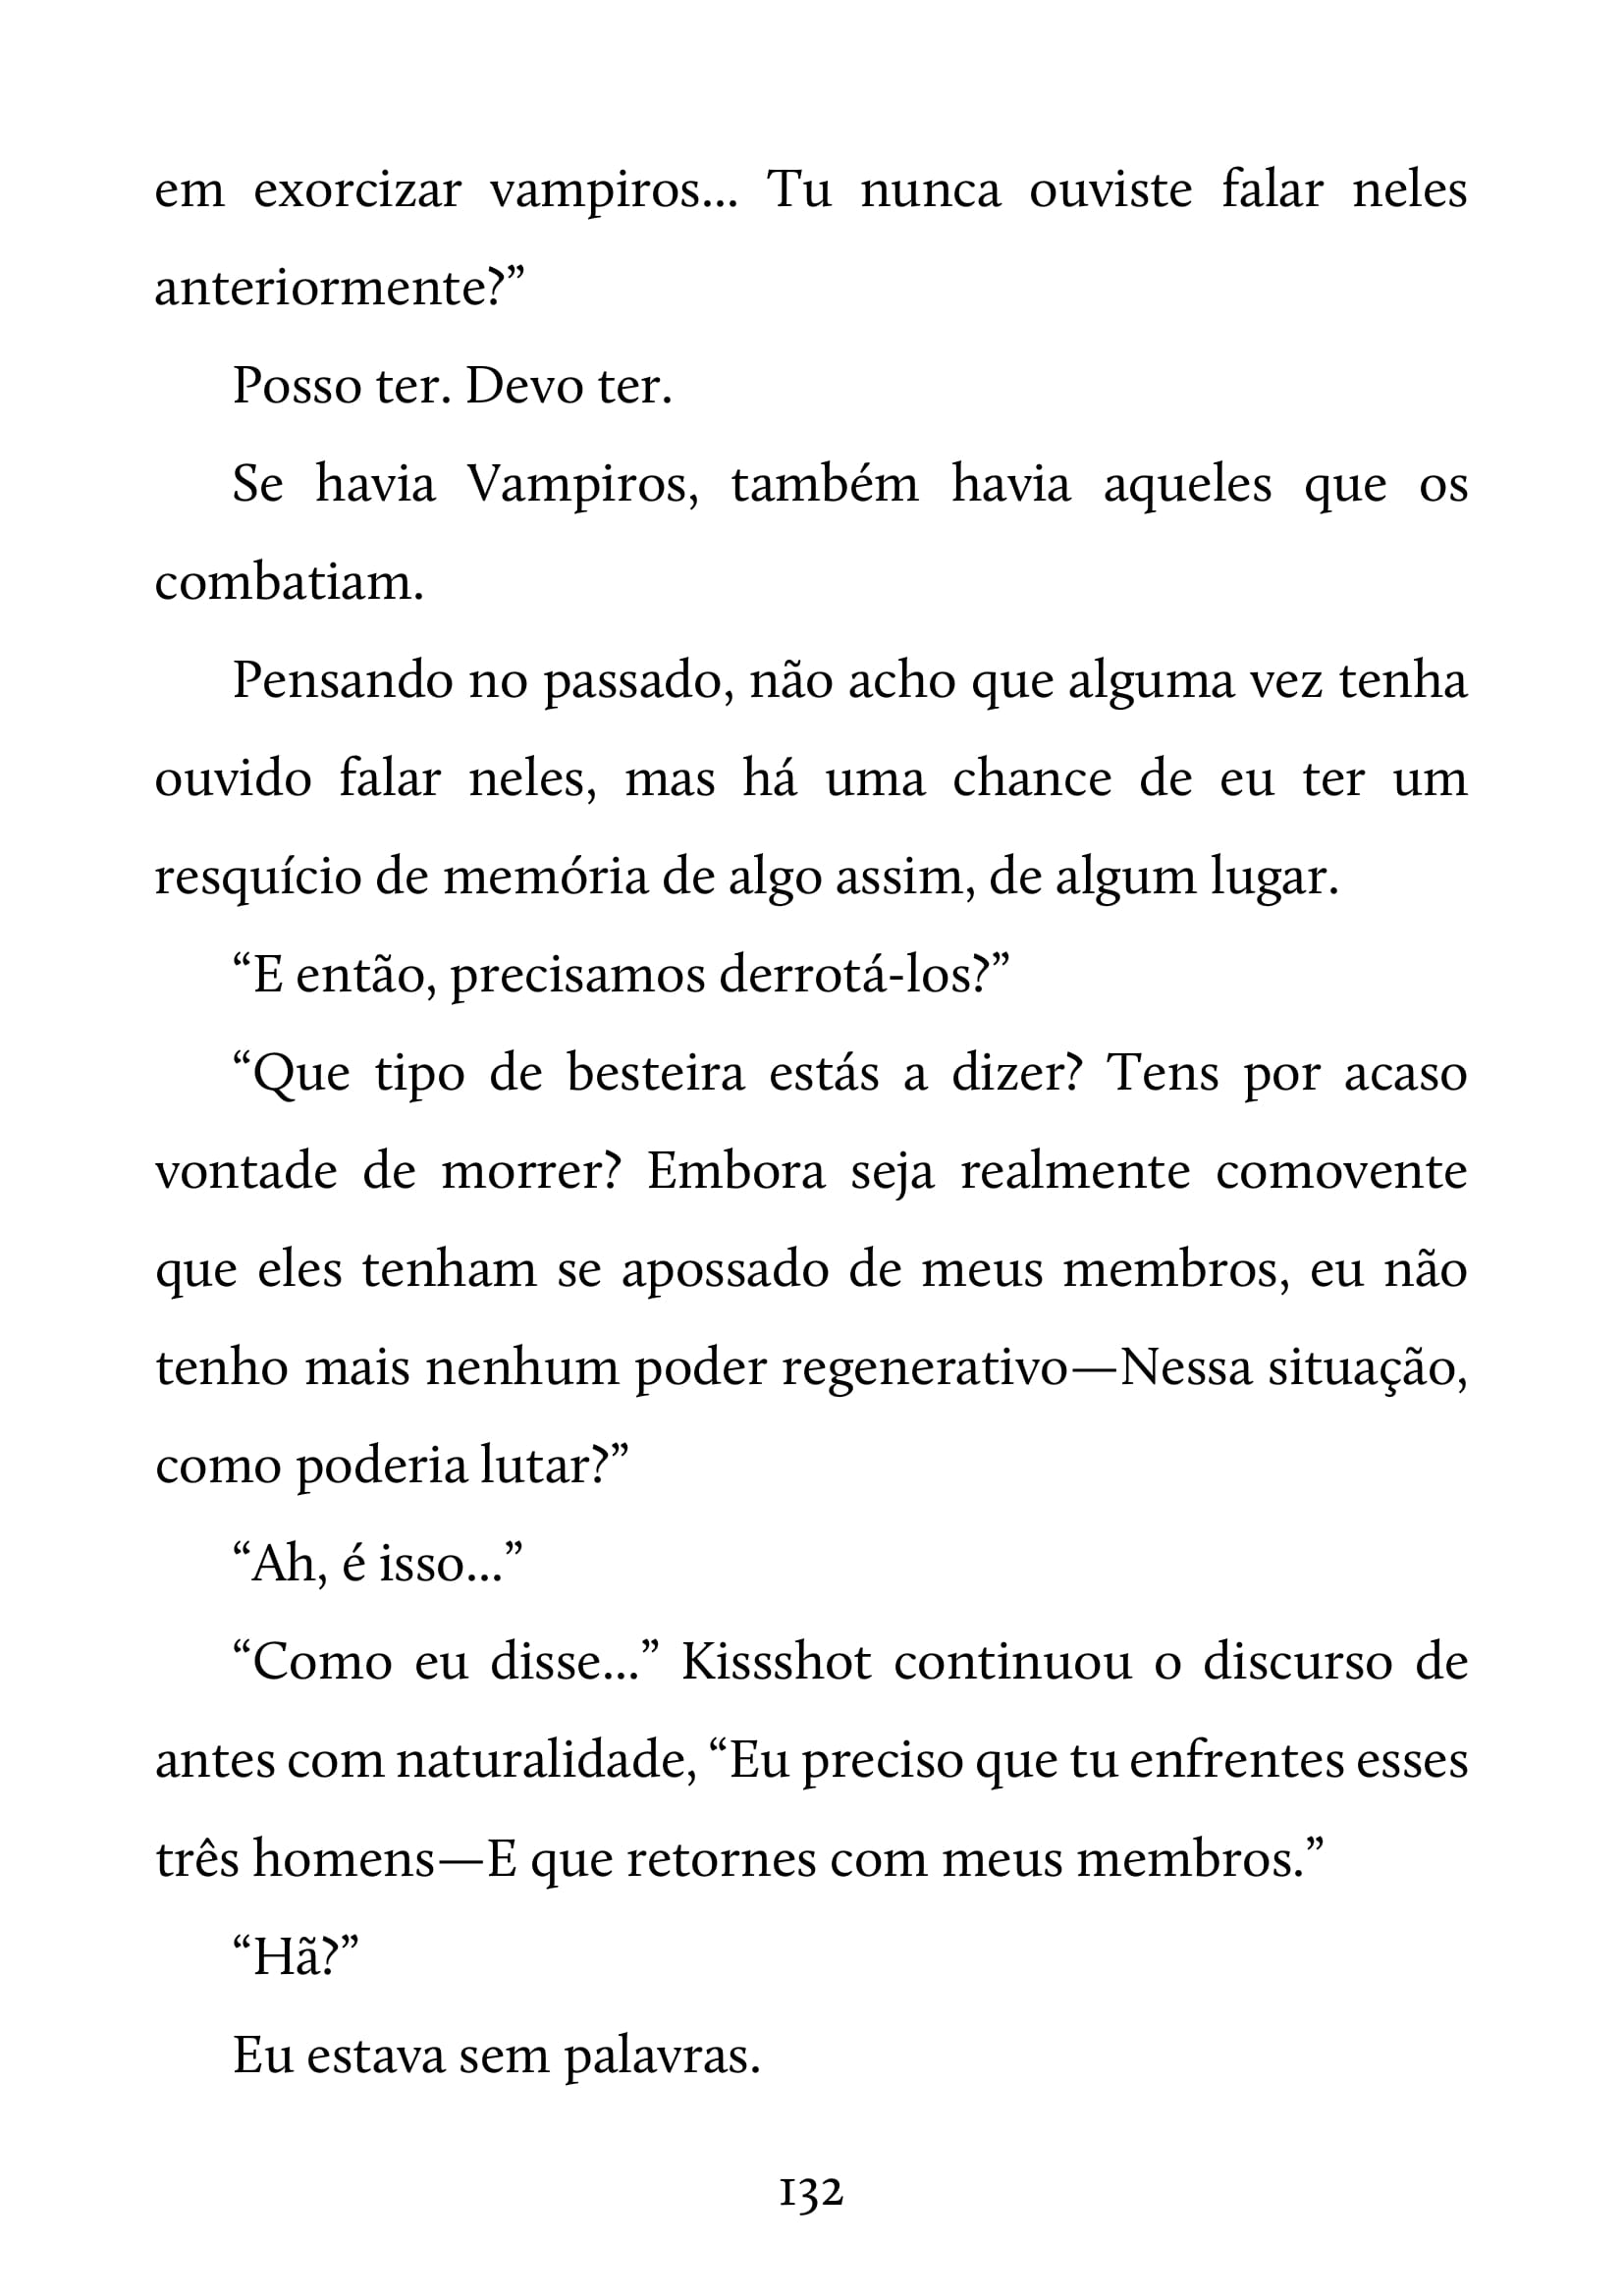 em exorcizar vampiros... Tu nunca ouviste falar neles
anteriormente?”
Posso ter. Devo ter.
Se havia Vampiros, também havia aqueles que os
combatiam.
Pensando no passado, não acho que alguma vez tenha
ouvido falar neles, mas há uma chance de eu ter um
resquício de memória de algo assim, de algum lugar.
“E então, precisamos derrotá-los?”
“Que tipo de besteira estás a dizer? Tens por acaso
vontade de morrer? Embora seja realmente comovente
que eles tenham se apossado de meus membros, eu não
tenho mais nenhum poder regenerativo—Nessa situação,
como poderia lutar?”
“Ah, é isso...”
“Como eu disse...” Kissshot continuou o discurso de
antes com naturalidade, “Eu preciso que tu enfrentes esses
três homens—E que retornes com meus membros.”
“Hã?”
Eu estava sem palavras.
132